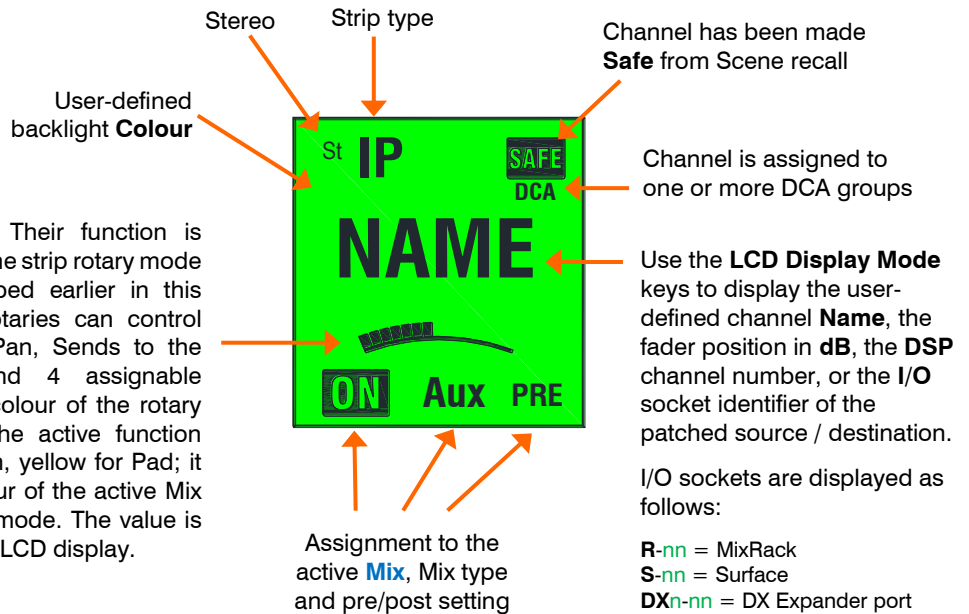 Stereo
Strip type
Channel has been made
Safe from Scene recall
User-defined
backlight Colour
St IP
SAFE
DCA
Channel is assigned to
one or more DCA groups
NAME
Their function is
strip rotary mode
earlier in this
can control
Pan, Sends to the
4 assignable
colour of the rotary
active function
yellow for Pad; it
of the active Mix
mode. The value is
LCD display.
Use the LCD Display Mode
keys to display the user-
defined channel Name, the
fader position in dB, the DSP
channel number, or the I/O
socket identifier of the
patched source / destination.
I/O sockets are displayed as
follows:
R-nn = MixRack
S-nn = Surface
DXn-nn = DX Expander port
ON Aux PRE
Assignment to the
active Mix, Mix type
and pre/post setting